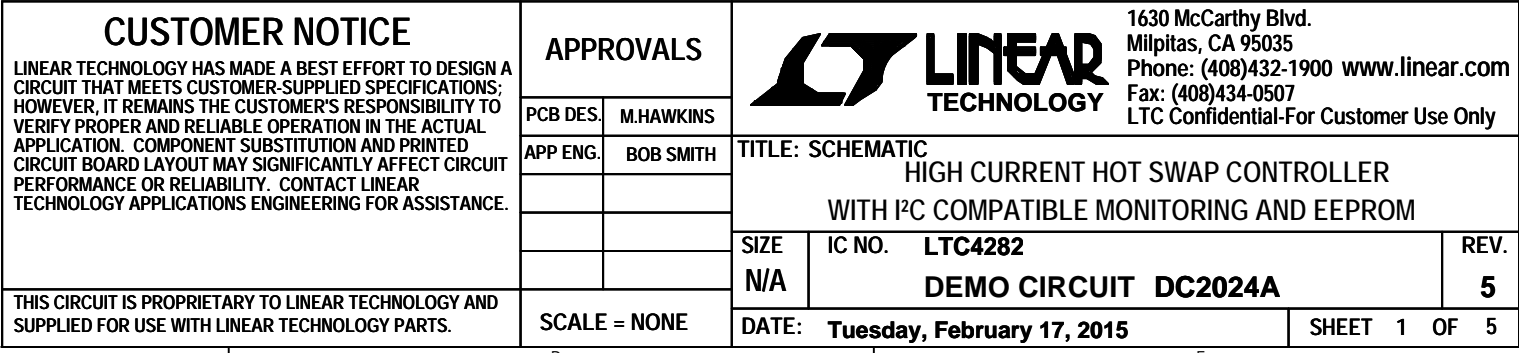 CUSTOMER NOTICE
LINEAR TECHNOLOGY HAS MADE A BEST EFFORT TO DESIGN A
CIRCUIT THAT MEETS CUSTOMER-SUPPLIED SPECIFICATIONS;
HOWEVER, IT REMAINS THE CUSTOMER'S RESPONSIBILITY TO
VERIFY PROPER AND RELIABLE OPERATION IN THE ACTUAL
APPLICATION. COMPONENT SUBSTITUTION AND PRINTED
CIRCUIT BOARD LAYOUT MAY SIGNIFICANTLY AFFECT CIRCUIT
PERFORMANCE OR RELIABILITY. CONTACT LINEAR
TECHNOLOGY APPLICATIONS ENGINEERING FOR ASSISTANCE.
THIS CIRCUIT IS PROPRIETARY TO LINEAR TECHNOLOGY AND
SUPPLIED FOR USE WITH LINEAR TECHNOLOGY PARTS.
APPROVALS
PCB DES. M.HAWKINS
APP ENG. BOB SMITH
SCALE = NONE
LINEAR
TECHNOLOGY
1630 McCarthy Blvd.
Milpitas, CA 95035
Phone: (408)432-1900 www.linear.com
Fax: (408)434-0507
LTC Confidential-For Customer Use Only
TITLE: SCHEMATIC
HIGH CURRENT HOT SWAP CONTROLLER
WITH I²C COMPATIBLE MONITORING AND EEPROM
SIZE
N/A
IC NO. LTC4282
DEMO CIRCUIT DC2024A
REV.
5
DATE: Tuesday, February 17, 2015
SHEET 1 OF 5